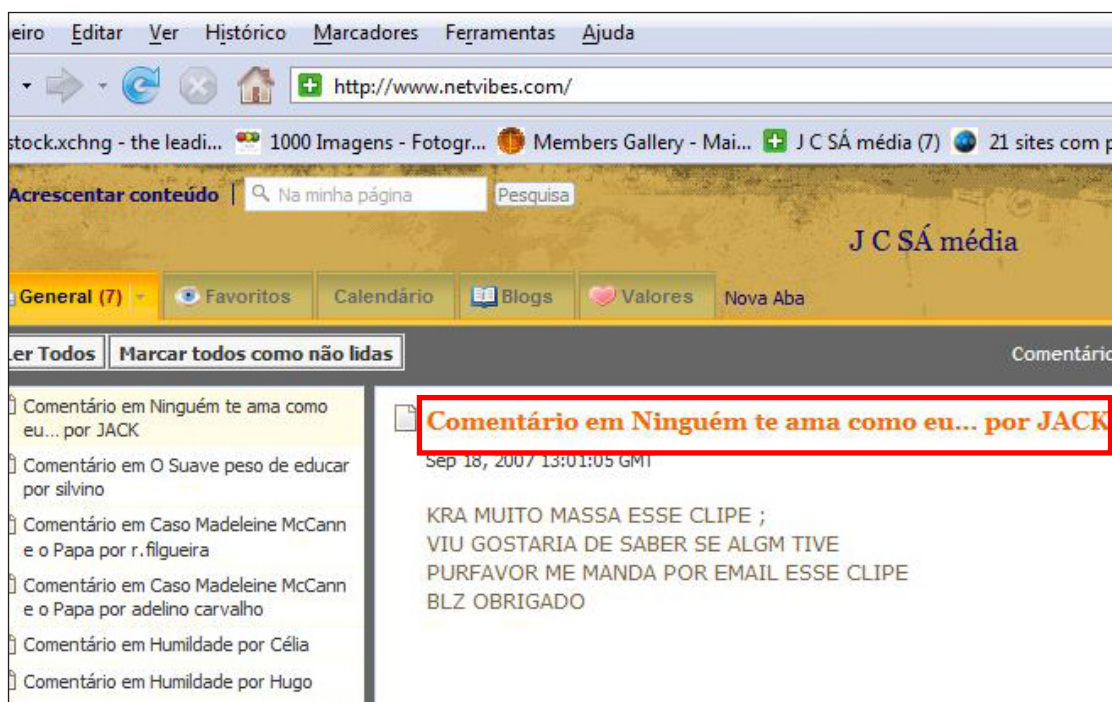 eiro Editar Ver Histórico Marcadores Ferramentas Ajuda
http://www.netvibes.com/
stock.xchng - the leadi... 1000 Imagens - Fotogr... Members Gallery - Mai... J C SÁ média (7) 21 sites com p
Acrescentar conteúdo | Na minha página Pesquisa
J C SÁ média
General (7) Favoritos Calendário Blogs Valores Nova Aba
Ler Todos Marcar todos como não lidas Comentário
Comentário em Ninguém te ama como
eu... por JACK
Comentário em O Suave peso de educar
por silvino
Comentário em Caso Madeleine McCann
e o Papa por r.filgueira
Comentário em Caso Madeleine McCann
e o Papa por adelino carvalho
Comentário em Humildade por Célia
Comentário em Humildade por Hugo
Comentário em Ninguém te ama como eu... por JACK
Sep 18, 2007 13:01:05 GMT
KRA MUITO MASSA ESSE CLIPE ;
VIU GOSTARIA DE SABER SE ALGM TIVE
PURFAVOR ME MANDA POR EMAIL ESSE CLIPE
BLZ OBRIGADO